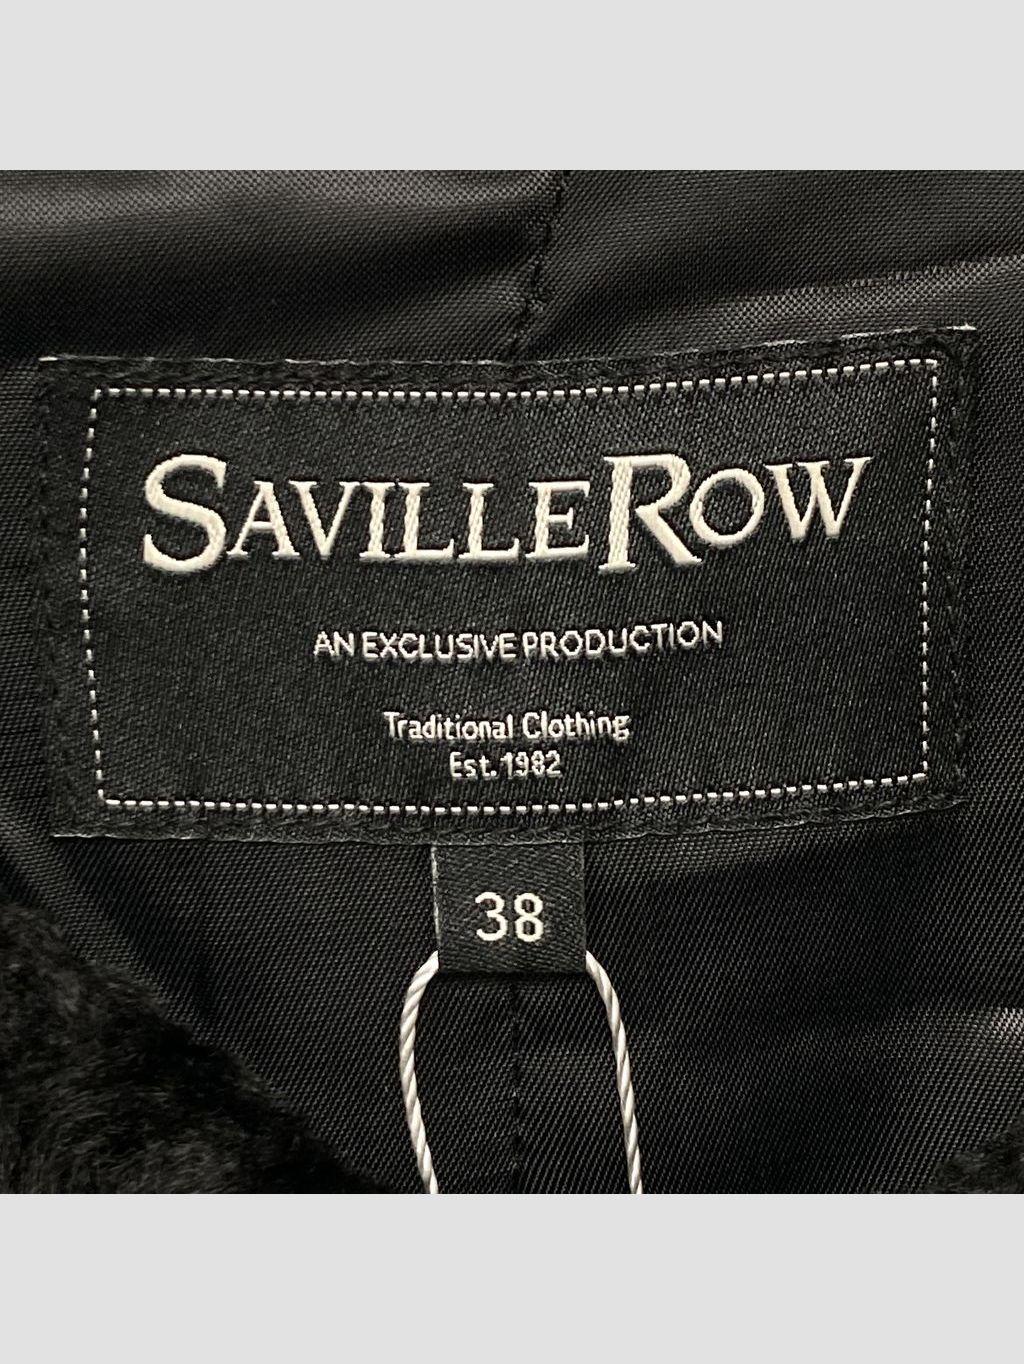 SAVILLE ROW
AN EXCLUSIVE PRODUCTION
Traditional Clothing
Est. 1982
38